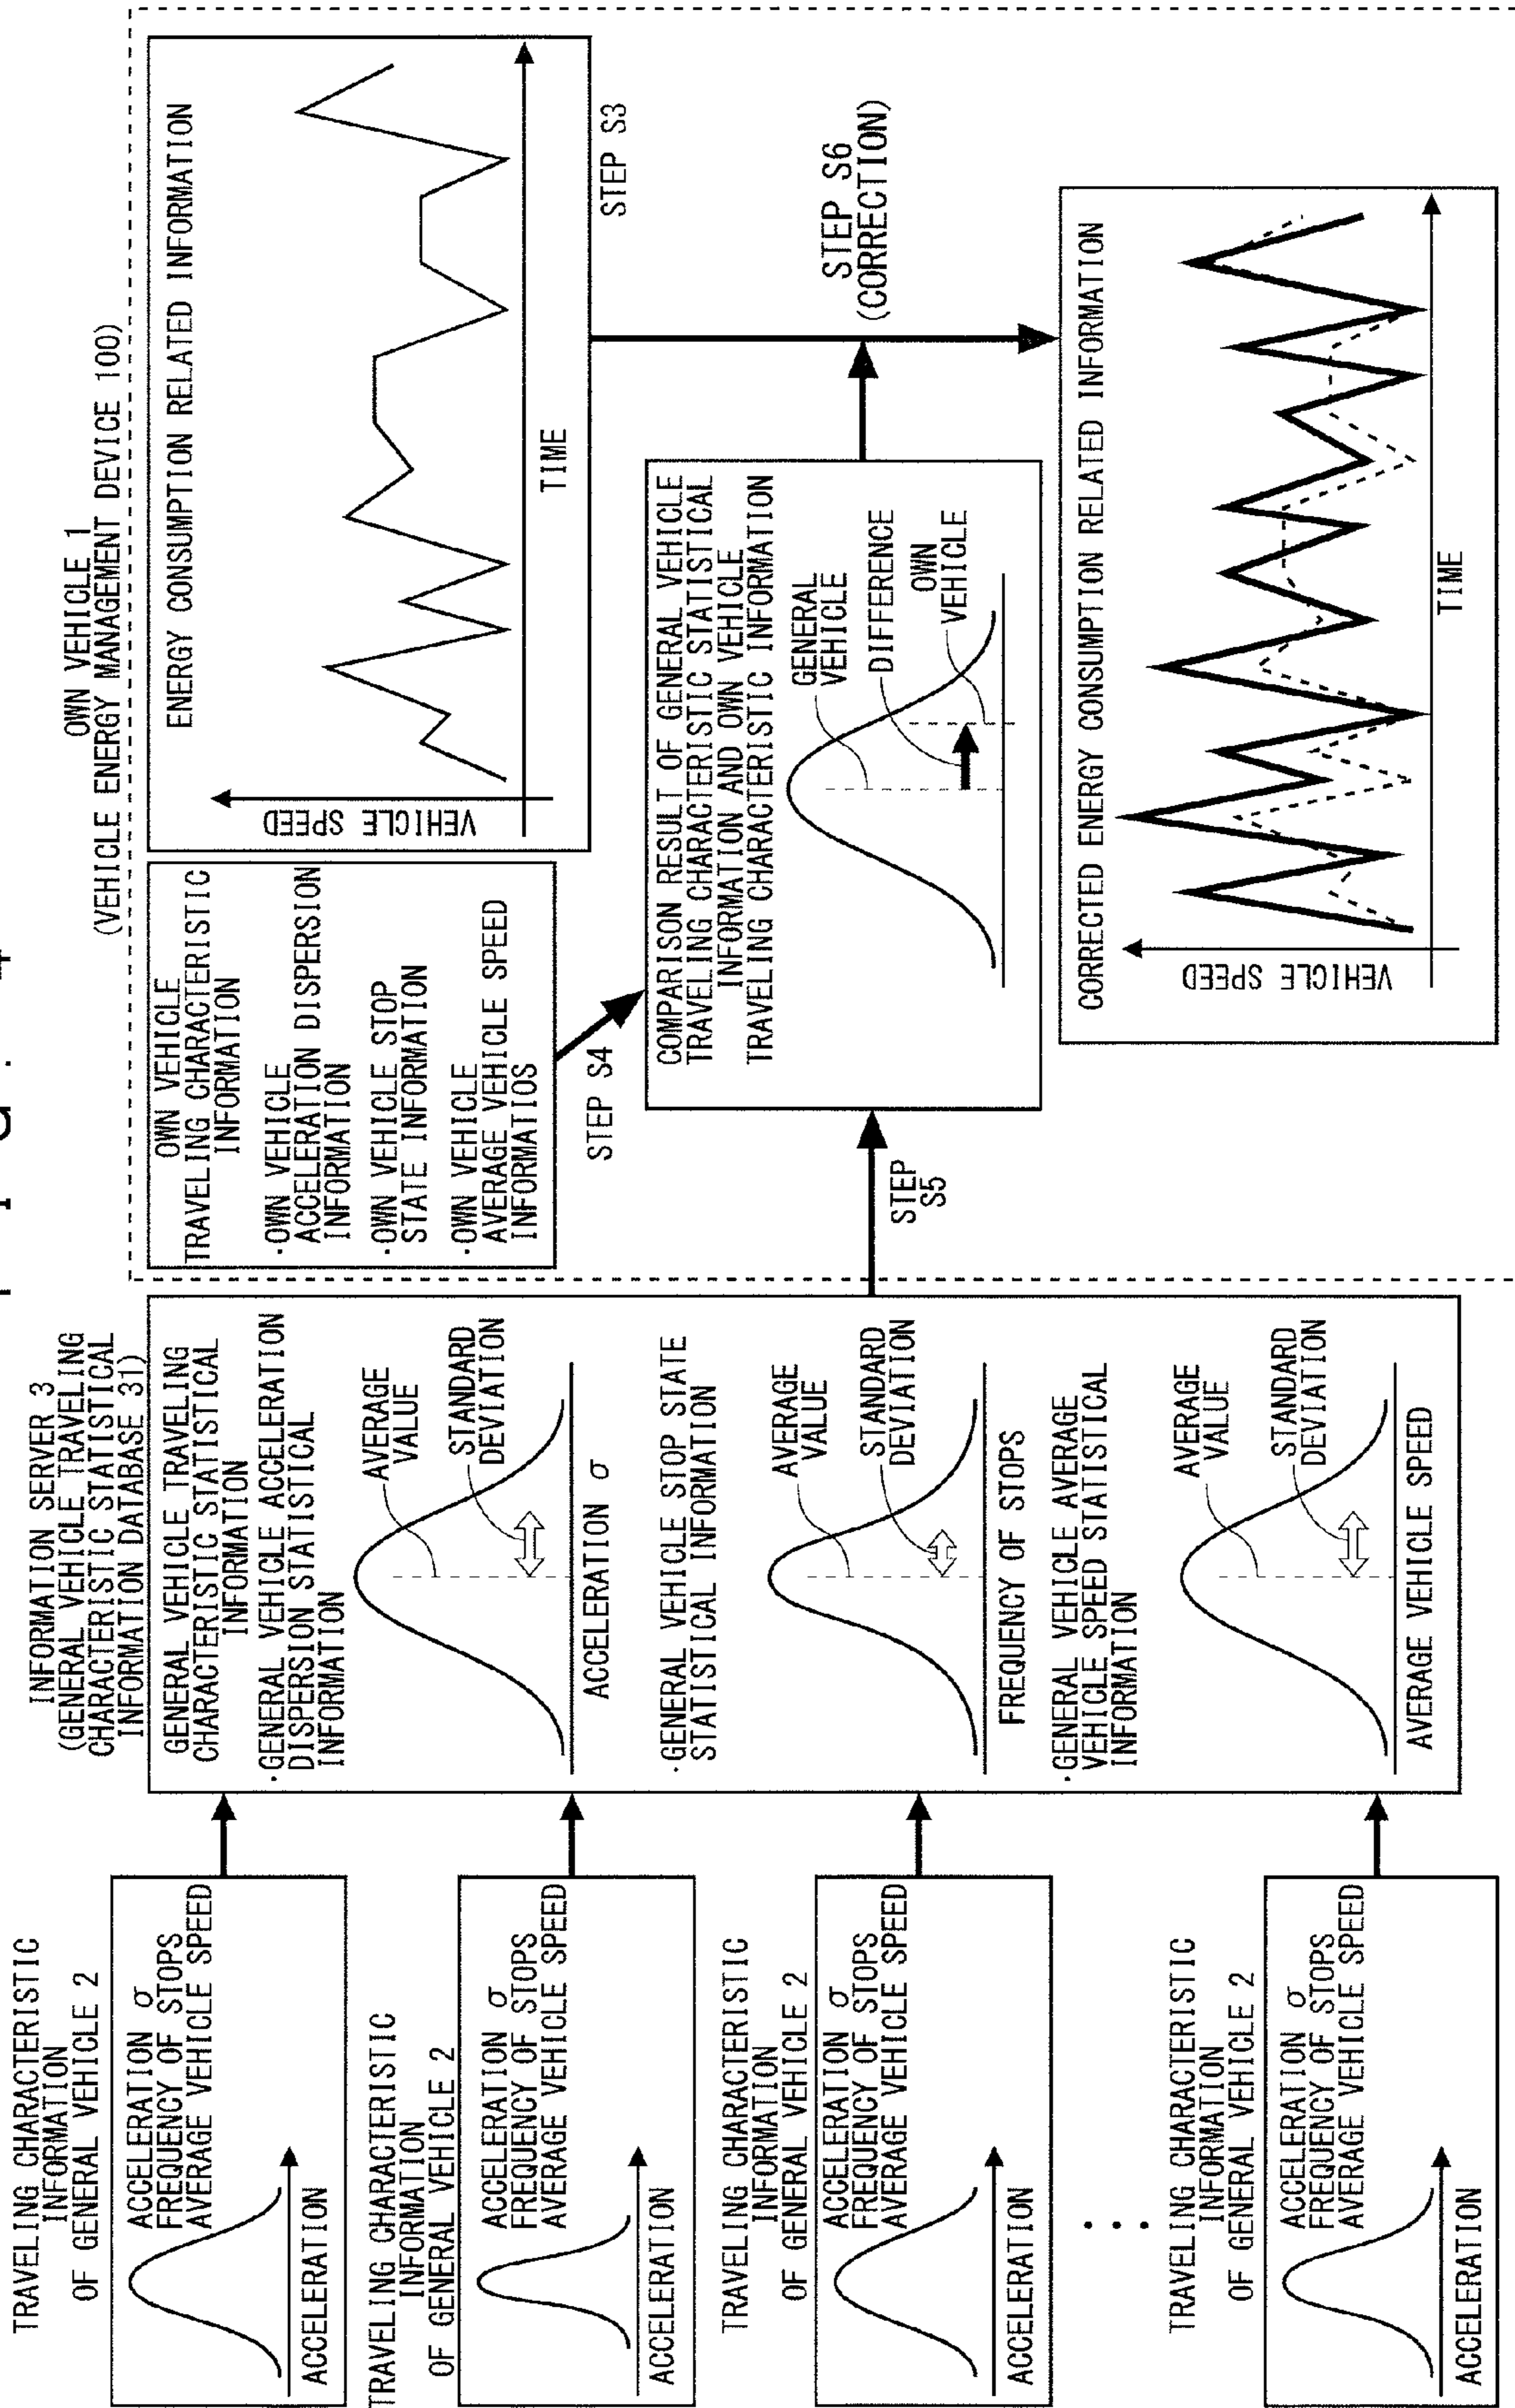 TRAVELING CHARACTERISTIC
INFORMATION
OF GENERAL VEHICLE 2
ACCELERATION σ
FREQUENCY OF STOPS
AVERAGE VEHICLE SPEED
ACCELERATION
TRAVELING CHARACTERISTIC
INFORMATION
OF GENERAL VEHICLE 2
ACCELERATION σ
FREQUENCY OF STOPS
AVERAGE VEHICLE SPEED
ACCELERATION
TRAVELING CHARACTERISTIC
INFORMATION
OF GENERAL VEHICLE 2
ACCELERATION σ
FREQUENCY OF STOPS
AVERAGE VEHICLE SPEED
ACCELERATION
...
TRAVELING CHARACTERISTIC
INFORMATION
OF GENERAL VEHICLE 2
ACCELERATION σ
FREQUENCY OF STOPS
AVERAGE VEHICLE SPEED
ACCELERATION
INFORMATION SERVER 3
(GENERAL VEHICLE TRAVELING
CHARACTERISTIC STATISTICAL
INFORMATION DATABASE 31)
GENERAL VEHICLE TRAVELING
CHARACTERISTIC STATISTICAL
INFORMATION
·GENERAL VEHICLE ACCELERATION
DISPERSION STATISTICAL
INFORMATION
AVERAGE
VALUE
STANDARD
DEVIATION
ACCELERATION σ
·GENERAL VEHICLE STOP STATE
STATISTICAL INFORMATION
AVERAGE
VALUE
STANDARD
DEVIATION
FREQUENCY OF STOPS
·GENERAL VEHICLE AVERAGE
VEHICLE SPEED STATISTICAL
INFORMATION
AVERAGE
VALUE
STANDARD
DEVIATION
AVERAGE VEHICLE SPEED
OWN VEHICLE 1
(VEHICLE ENERGY MANAGEMENT DEVICE 100)
OWN VEHICLE
TRAVELING CHARACTERISTIC
INFORMATION
·OWN VEHICLE
ACCELERATION DISPERSION
INFORMATION
·OWN VEHICLE STOP
STATE INFORMATION
·OWN VEHICLE
AVERAGE VEHICLE SPEED
INFORMATIOS
STEP S4
STEP
S5
ENERGY CONSUMPTION RELATED INFORMATION
VEHICLE SPEED
TIME
STEP S3
COMPARISON RESULT OF GENERAL VEHICLE
TRAVELING CHARACTERISTIC STATISTICAL
INFORMATION AND OWN VEHICLE
TRAVELING CHARACTERISTIC INFORMATION
GENERAL
VEHICLE
DIFFERENCE
OWN
VEHICLE
STEP S6
(CORRECTION)
CORRECTED ENERGY CONSUMPTION RELATED INFORMATION
VEHICLE SPEED
TIME